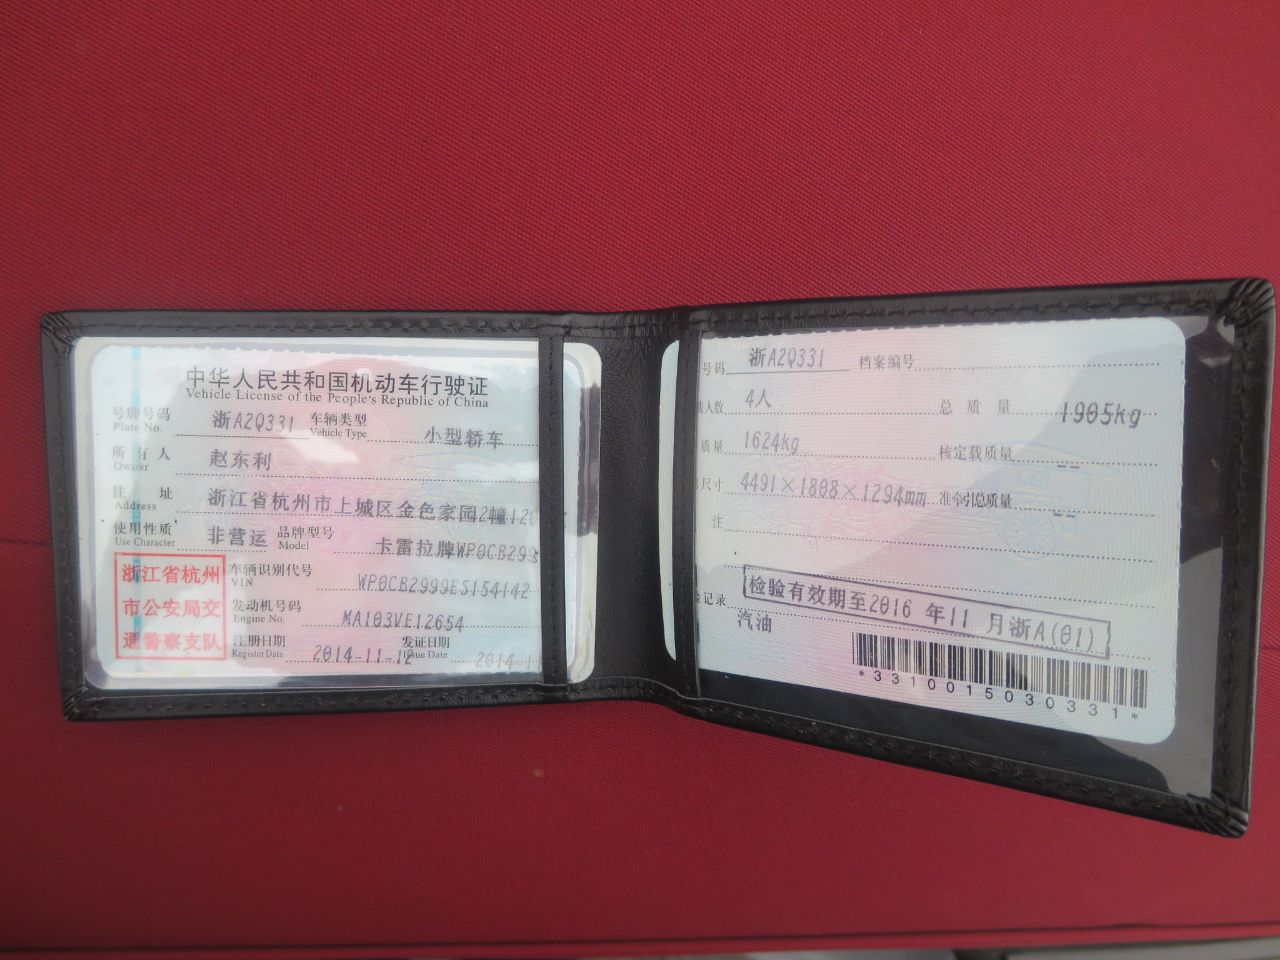 中华人民共和国机动车行驶证
Vehicle License of the People's Republic of China
号牌号码 浙A2Q331 车辆类型 小型轿车
Plate No. Vehicle Type
所有人 赵东利
Owner
住址 浙江省杭州市上城区金色家园2幢120
Address
使用性质 非营运 品牌型号 卡雷拉牌WP0CB299
Use Character Model
浙江省杭州
市公安局交
通警察支队
车辆识别代号 WP0CB2999ES154142
VIN
发动机号码 MA103VE12654
Engine No.
注册日期 2014-11-12 发证日期 2014-11
Register Date Issue Date
号码 浙A2Q331 档案编号
载人数 4人 总质量 1905kg
质量 1624kg 核定载质量 --
尺寸 4491×1808×1294mm 准牵引总质量 --
注
验记录 检验有效期至2016年11月浙A(01)
汽油
*3310015030331*